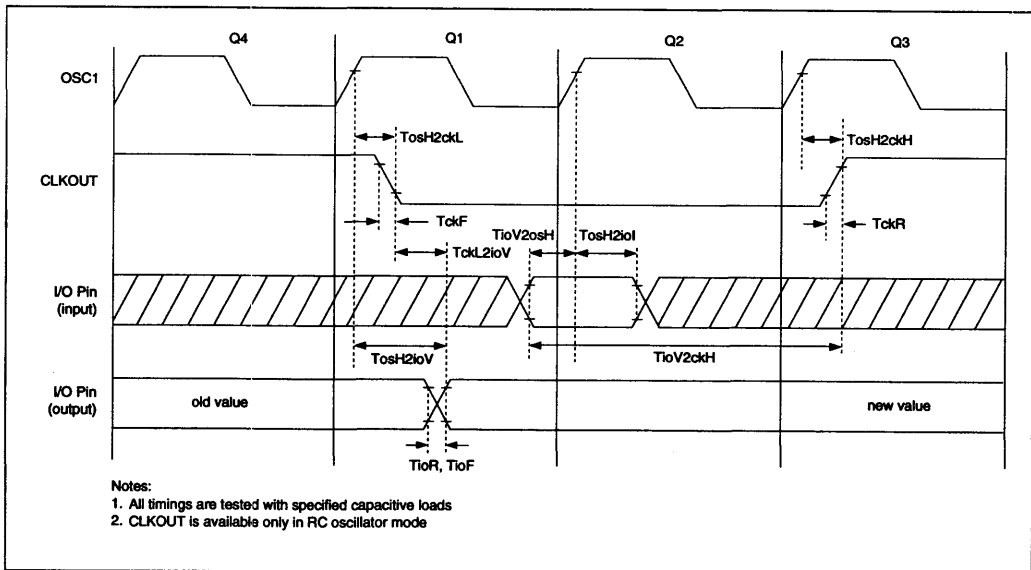 Q4 Q1 Q2 Q3
OSC1
TosH2ckL TosH2ckH
CLKOUT
TckF TckR
TioV2osH TosH2ioI
TckL2ioV
I/O Pin
(input)
TosH2ioV TioV2ckH
I/O Pin
(output)
old value new value
TioR, TioF
Notes:
1. All timings are tested with specified capacitive loads
2. CLKOUT is available only in RC oscillator mode